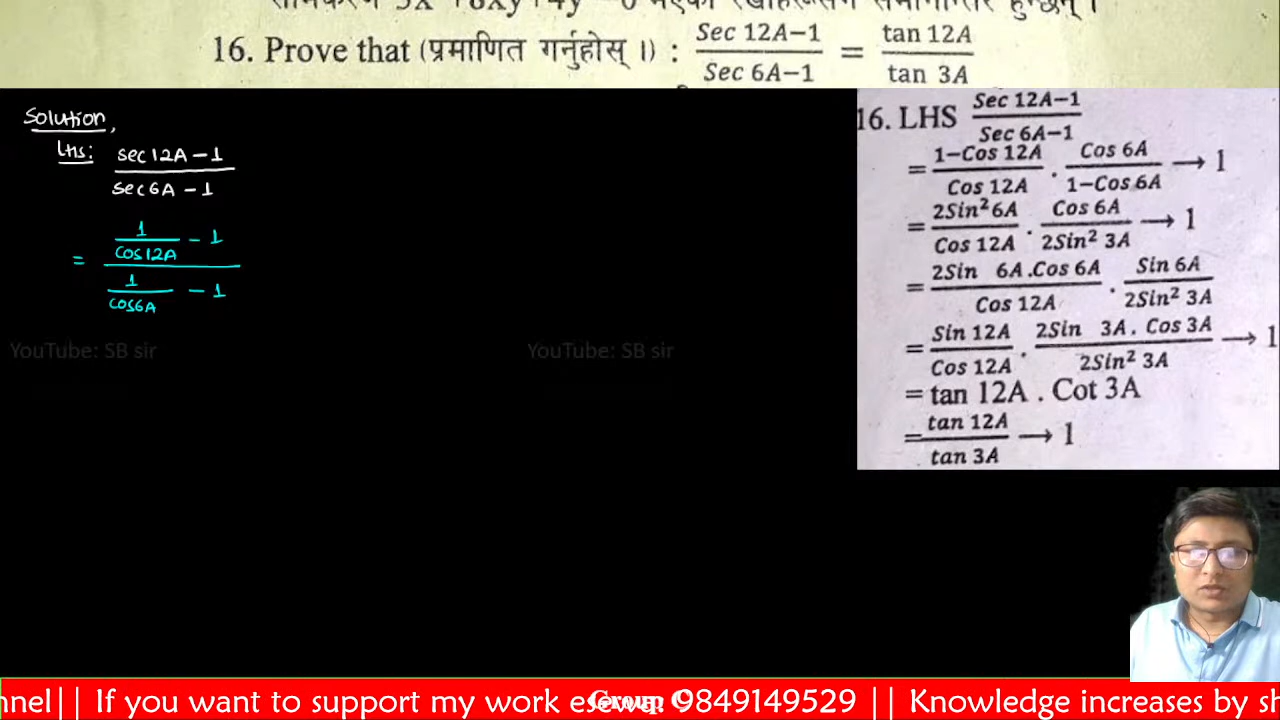 16. Prove that (प्रमाणित गर्नुहोस् ।) : Sec 12A−1 / Sec 6A−1 = tan 12A / tan 3A
Solution,
Lhs: sec 12A − 1 / sec 6A − 1
= (1/cos 12A − 1) / (1/cos6A − 1)
YouTube: SB sir
YouTube: SB sir
16. LHS Sec 12A−1 / Sec 6A−1
= 1−Cos 12A / Cos 12A . Cos 6A / 1−Cos 6A → 1
= 2Sin² 6A / Cos 12A . Cos 6A / 2Sin² 3A → 1
= 2Sin 6A .Cos 6A / Cos 12A . Sin 6A / 2Sin² 3A
= Sin 12A / Cos 12A . 2Sin 3A . Cos 3A / 2Sin² 3A → 1
= tan 12A . Cot 3A
= tan 12A / tan 3A → 1
nnel|| If you want to support my work esewa: 9849149529 || Knowledge increases by sh